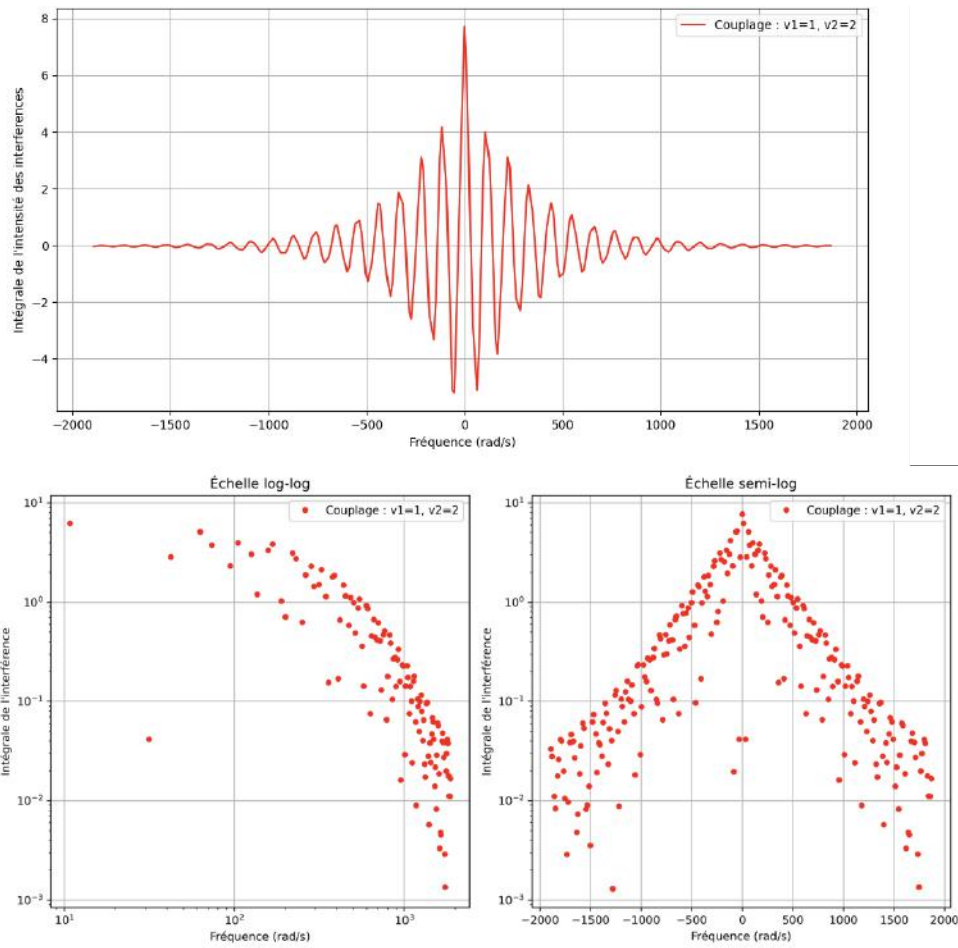 Couplage : v1=1, v2=2
Intégrale de l'intensité des interferences
8
6
4
2
0
−2
−4
−2000 −1500 −1000 −500 0 500 1000 1500 2000
Fréquence (rad/s)
Échelle log-log
Couplage : v1=1, v2=2
Intégrale de l'interférence
10¹
10⁰
10⁻¹
10⁻²
10⁻³
10¹ 10² 10³
Fréquence (rad/s)
Échelle semi-log
Couplage : v1=1, v2=2
Intégrale de l'interférence
10¹
10⁰
10⁻¹
10⁻²
10⁻³
−2000 −1500 −1000 −500 0 500 1000 1500 2000
Fréquence (rad/s)